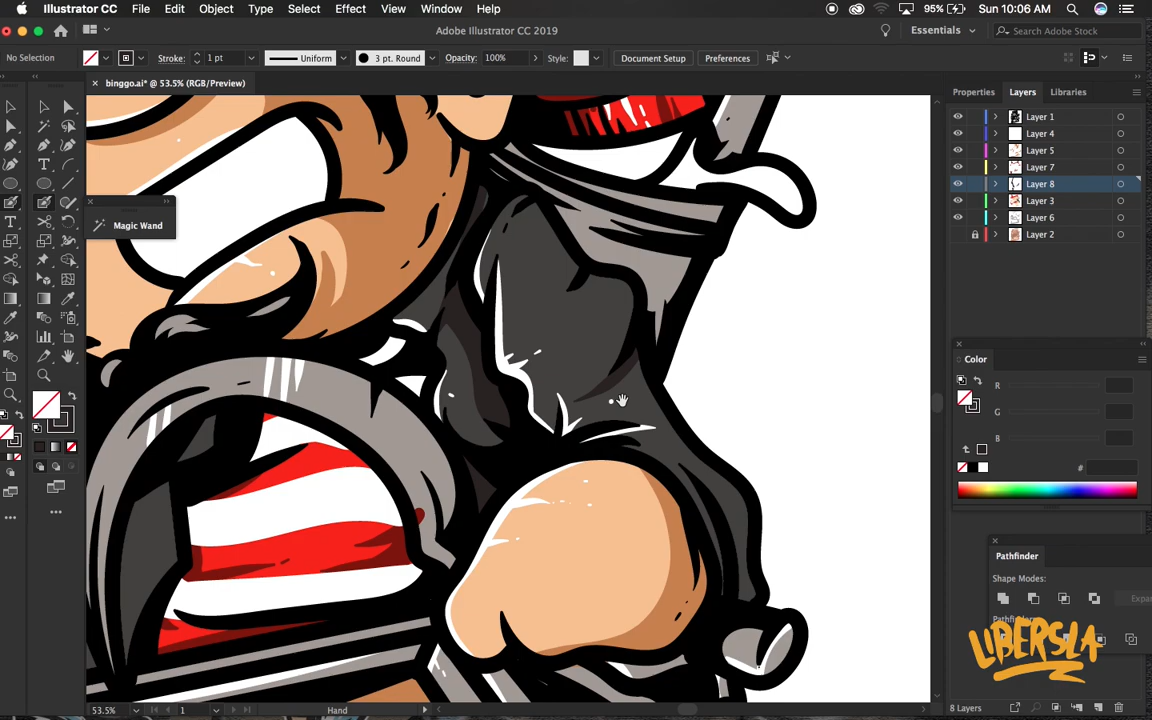 Illustrator CC File Edit Object Type Select Effect View Window Help 95% Sun 10:06 AM
Adobe Illustrator CC 2019 Essentials Search Adobe Stock
No Selection Stroke: 1 pt Uniform 3 pt. Round Opacity: 100% Style: Document Setup Preferences
× binggo.ai* @ 53.5% (RGB/Preview)
Properties Layers Libraries
Layer 1
Layer 4
Layer 5
Layer 7
Layer 8
Layer 3
Layer 6
Layer 2
Magic Wand
Color
R
G
B
#
Pathfinder
Shape Modes:
Expan
LIBERSLA
53.5% 1 Hand 8 Layers